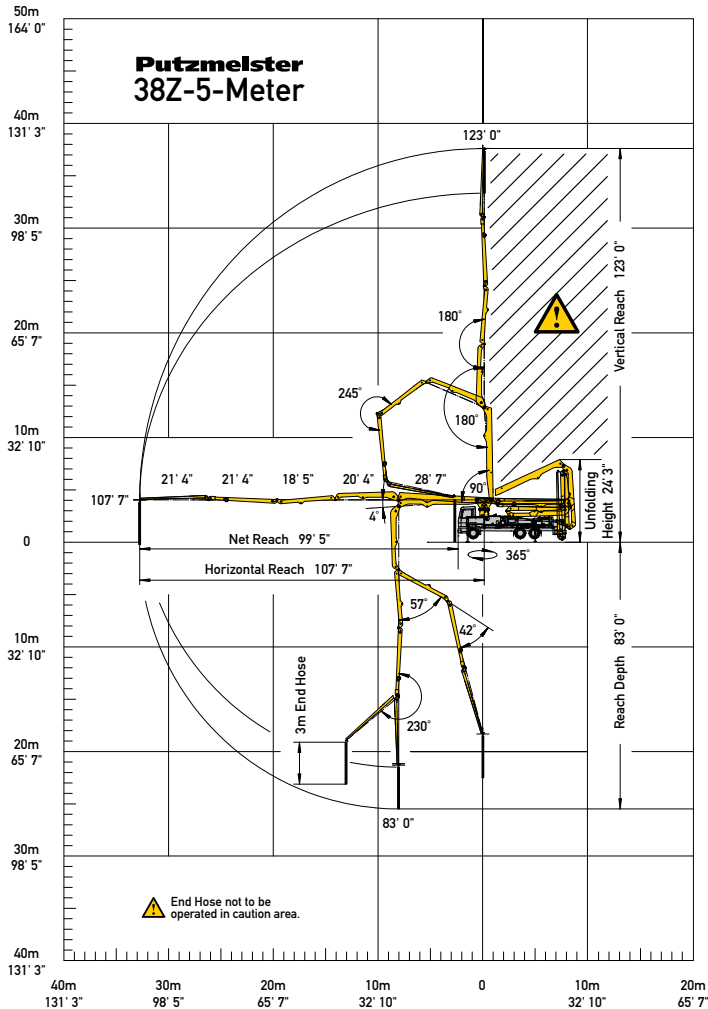 50m
164' 0"
Putzmeister
38Z-5-Meter
40m
131' 3"
123' 0"
30m
98' 5"
Vertical Reach 123' 0"
180°
20m
65' 7"
245°
180°
10m
32' 10"
21' 4"
21' 4"
18' 5"
20' 4"
28' 7"
90°
Unfolding
Height 24' 3"
107' 7"
4°
0
Net Reach 99' 5"
365°
Horizontal Reach 107' 7"
57°
42°
10m
32' 10"
Reach Depth 83' 0"
3m End Hose
230°
20m
65' 7"
83' 0"
30m
98' 5"
End Hose not to be
operated in caution area.
40m
131' 3"
40m
30m
20m
10m
0
10m
20m
131' 3"
98' 5"
65' 7"
32' 10"
32' 10"
65' 7"